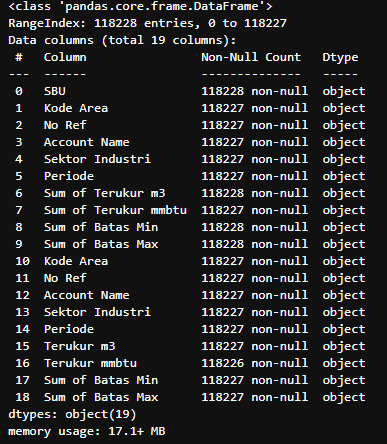 <class 'pandas.core.frame.DataFrame'>
RangeIndex: 118228 entries, 0 to 118227
Data columns (total 19 columns):
 #   Column              Non-Null Count   Dtype
---  ------              --------------   -----
 0   SBU                 118228 non-null  object
 1   Kode Area           118227 non-null  object
 2   No Ref              118227 non-null  object
 3   Account Name        118227 non-null  object
 4   Sektor Industri     118227 non-null  object
 5   Periode             118227 non-null  object
 6   Sum of Terukur m3   118228 non-null  object
 7   Sum of Terukur mmbtu  118227 non-null  object
 8   Sum of Batas Min    118228 non-null  object
 9   Sum of Batas Max    118228 non-null  object
 10  Kode Area           118227 non-null  object
 11  No Ref              118227 non-null  object
 12  Account Name        118227 non-null  object
 13  Sektor Industri     118227 non-null  object
 14  Periode             118227 non-null  object
 15  Terukur m3          118227 non-null  object
 16  Terukur mmbtu       118226 non-null  object
 17  Sum of Batas Min    118227 non-null  object
 18  Sum of Batas Max    118227 non-null  object
dtypes: object(19)
memory usage: 17.1+ MB